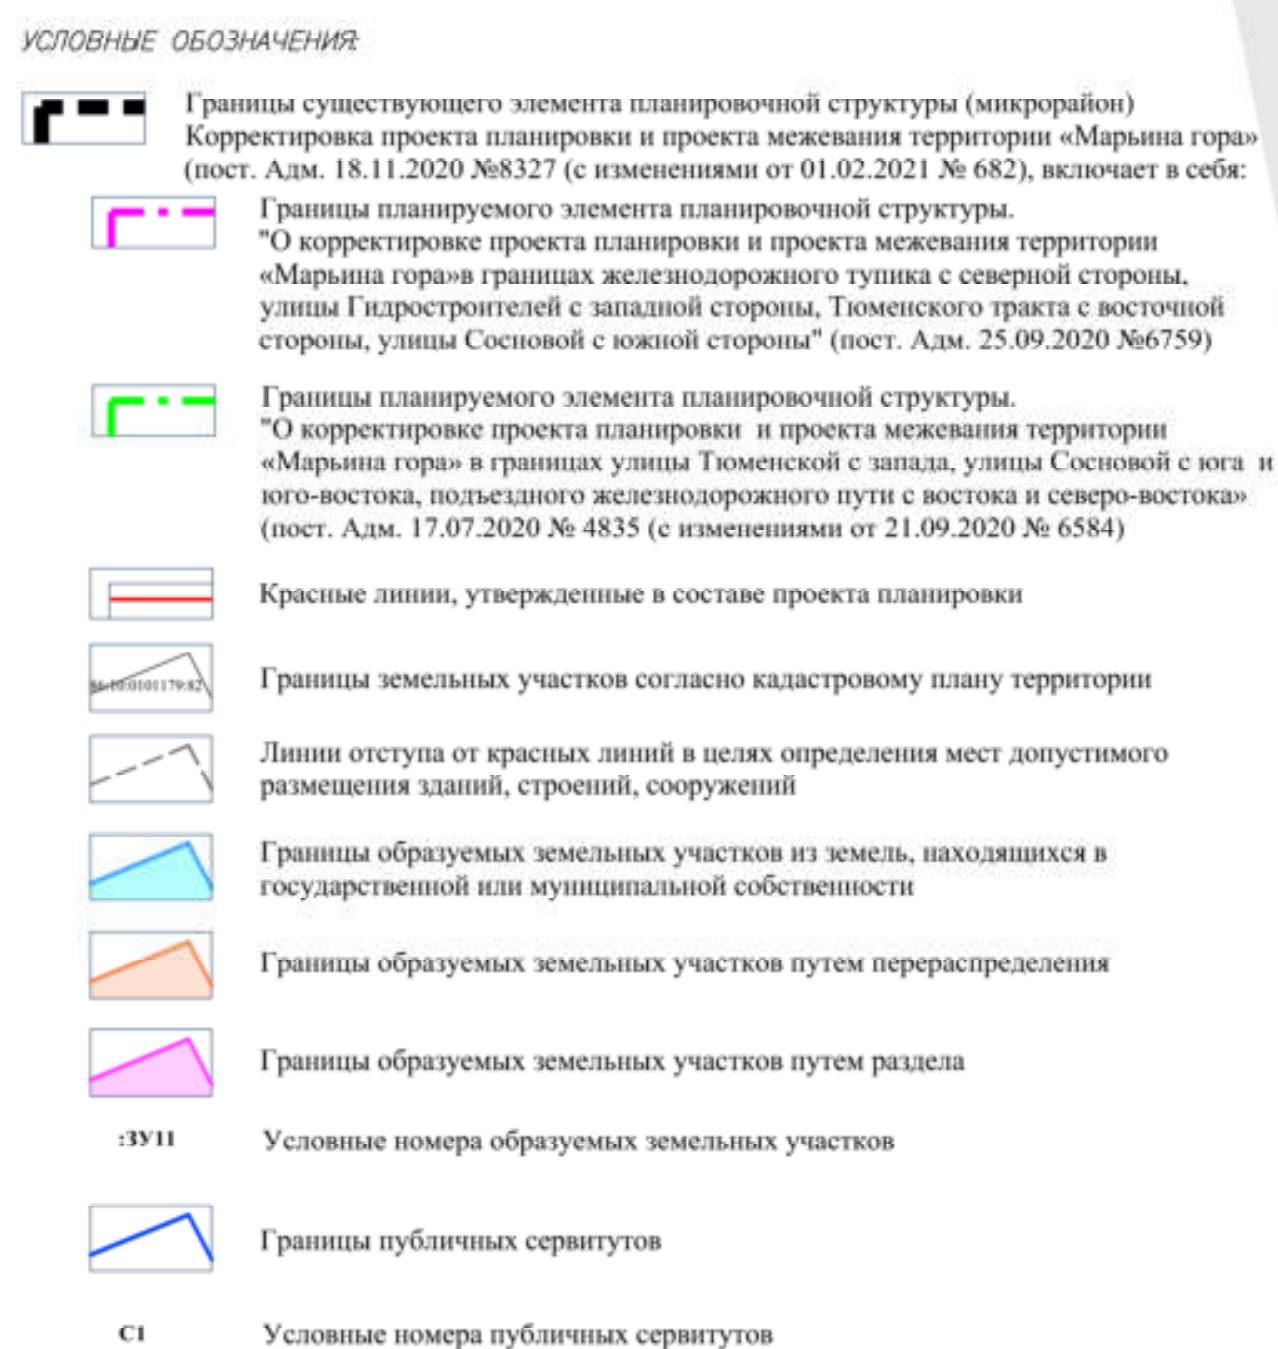 УСЛОВНЫЕ ОБОЗНАЧЕНИЯ:
Границы существующего элемента планировочной структуры (микрорайон)
Корректировка проекта планировки и проекта межевания территории «Марьина гора»
(пост. Адм. 18.11.2020 №8327 (с изменениями от 01.02.2021 № 682), включает в себя:
Границы планируемого элемента планировочной структуры.
"О корректировке проекта планировки и проекта межевания территории
«Марьина гора»в границах железнодорожного тупика с северной стороны,
улицы Гидростроителей с западной стороны, Тюменского тракта с восточной
стороны, улицы Сосновой с южной стороны" (пост. Адм. 25.09.2020 №6759)
Границы планируемого элемента планировочной структуры.
"О корректировке проекта планировки и проекта межевания территории
«Марьина гора» в границах улицы Тюменской с запада, улицы Сосновой с юга и
юго-востока, подъездного железнодорожного пути с востока и северо-востока»
(пост. Адм. 17.07.2020 № 4835 (с изменениями от 21.09.2020 № 6584)
Красные линии, утвержденные в составе проекта планировки
86:10:0101179:82
Границы земельных участков согласно кадастровому плану территории
Линии отступа от красных линий в целях определения мест допустимого
размещения зданий, строений, сооружений
Границы образуемых земельных участков из земель, находящихся в
государственной или муниципальной собственности
Границы образуемых земельных участков путем перераспределения
Границы образуемых земельных участков путем раздела
:ЗУ11 Условные номера образуемых земельных участков
Границы публичных сервитутов
С1 Условные номера публичных сервитутов